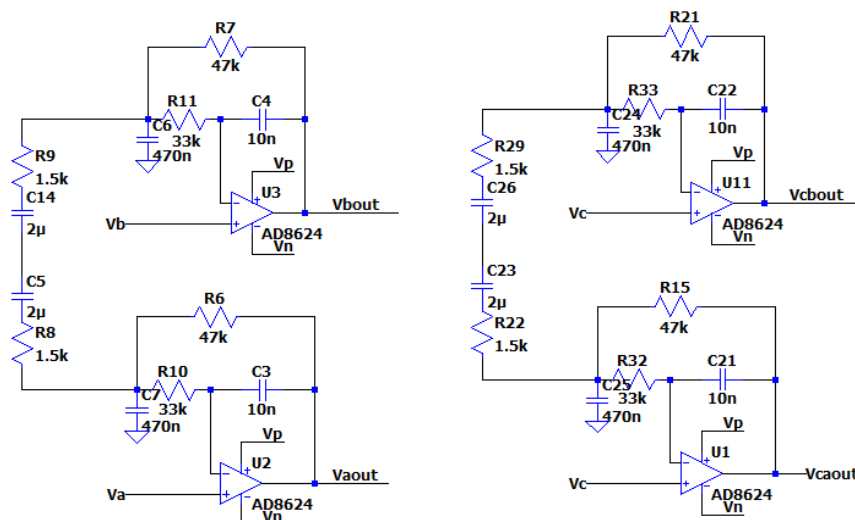 R7
47k
R11
C4
C6
33k
10n
470n
R9
1.5k
C14
2µ
Vp
U3
Vb
Vbout
AD8624
Vn
C5
2µ
R8
1.5k
R6
47k
R10
C3
C7
33k
10n
470n
Vp
U2
Va
Vaout
AD8624
Vn
R21
47k
R33
C22
C24
33k
10n
470n
R29
1.5k
C26
2µ
Vp
U11
Vc
Vcbout
AD8624
Vn
C23
2µ
R22
1.5k
R15
47k
R32
C21
C25
33k
10n
470n
Vp
U1
Vc
Vcaout
AD8624
Vn